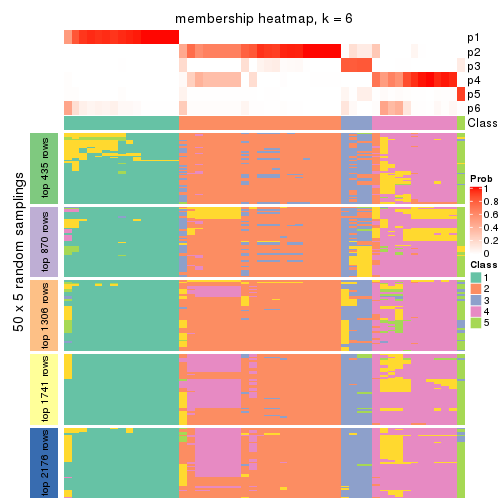 membership heatmap, k = 6
p1
p2
p3
p4
p5
p6
Class
50 x 5 random samplings
top 435 rows
top 870 rows
top 1306 rows
top 1741 rows
top 2176 rows
Prob
1
0.8
0.6
0.4
0.2
0
Class
1
2
3
4
5